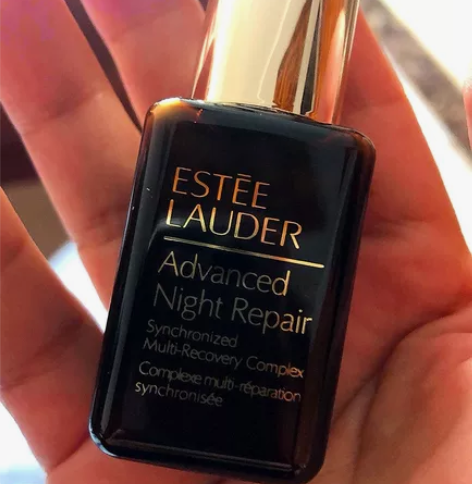 ESTĒE
LAUDER
Advanced
Night Repair
Synchronized
Multi-Recovery Complex
Complexe multi-réparation
synchronisée